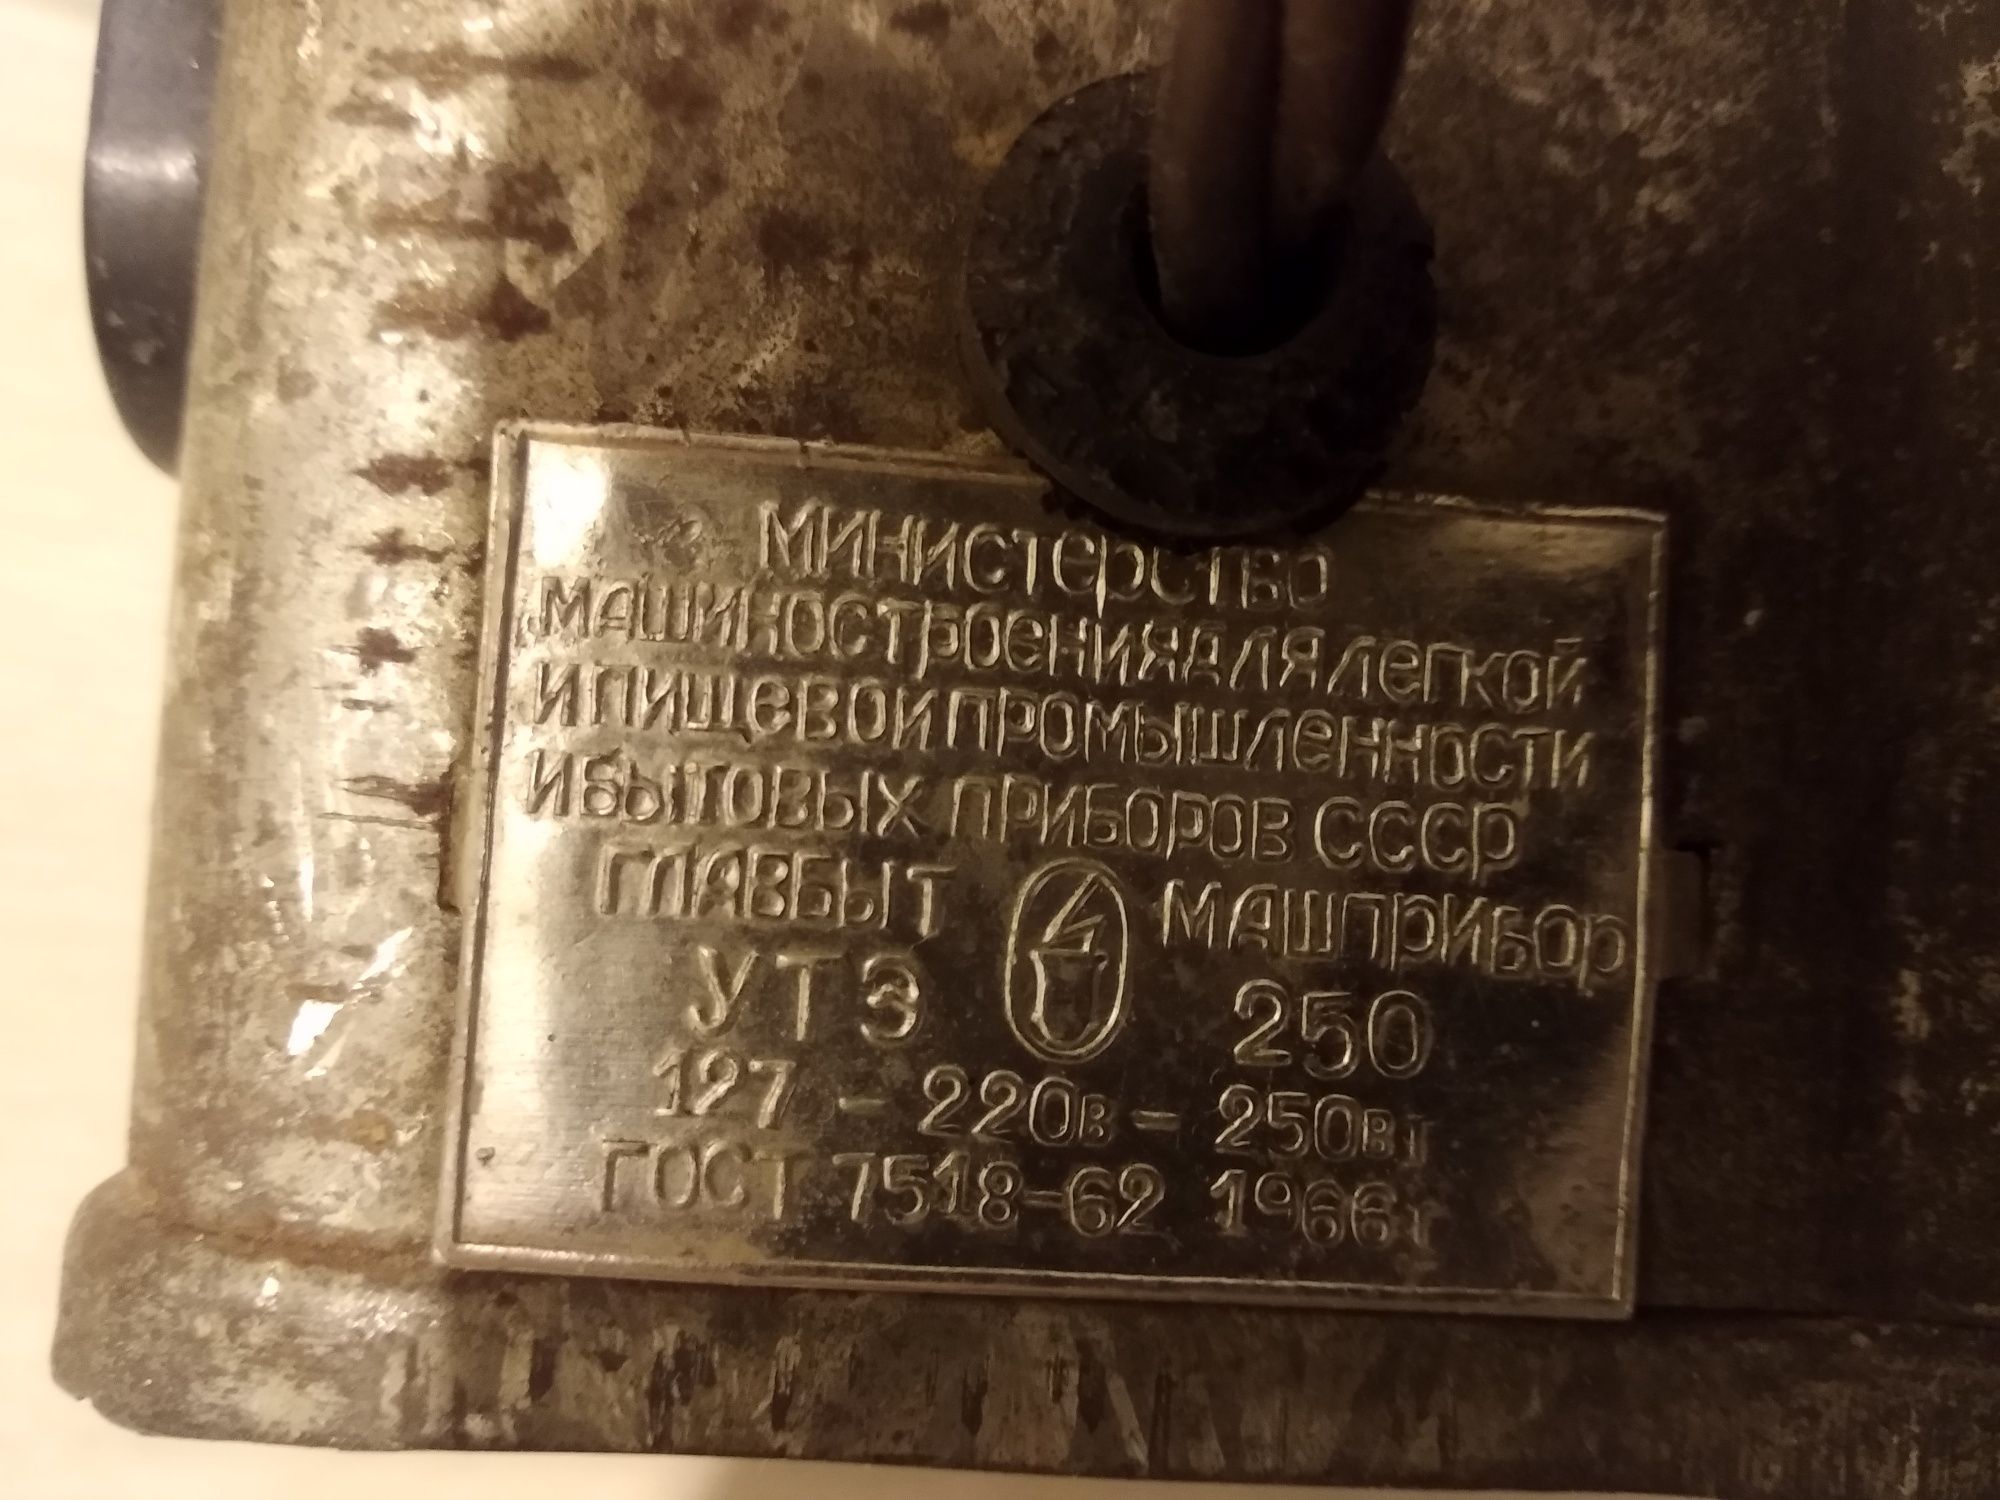 МИНИСТЕРСТВО
МАШИНОСТРОЕНИЯ ДЛЯ ЛЕГКОЙ
И ПИЩЕВОЙ ПРОМЫШЛЕННОСТИ
И БЫТОВЫХ ПРИБОРОВ СССР
ГЛАВБЫТ МАШПРИБОР
УТЭ 250
127 - 220В - 250Вт
ГОСТ 7518-62 1966г